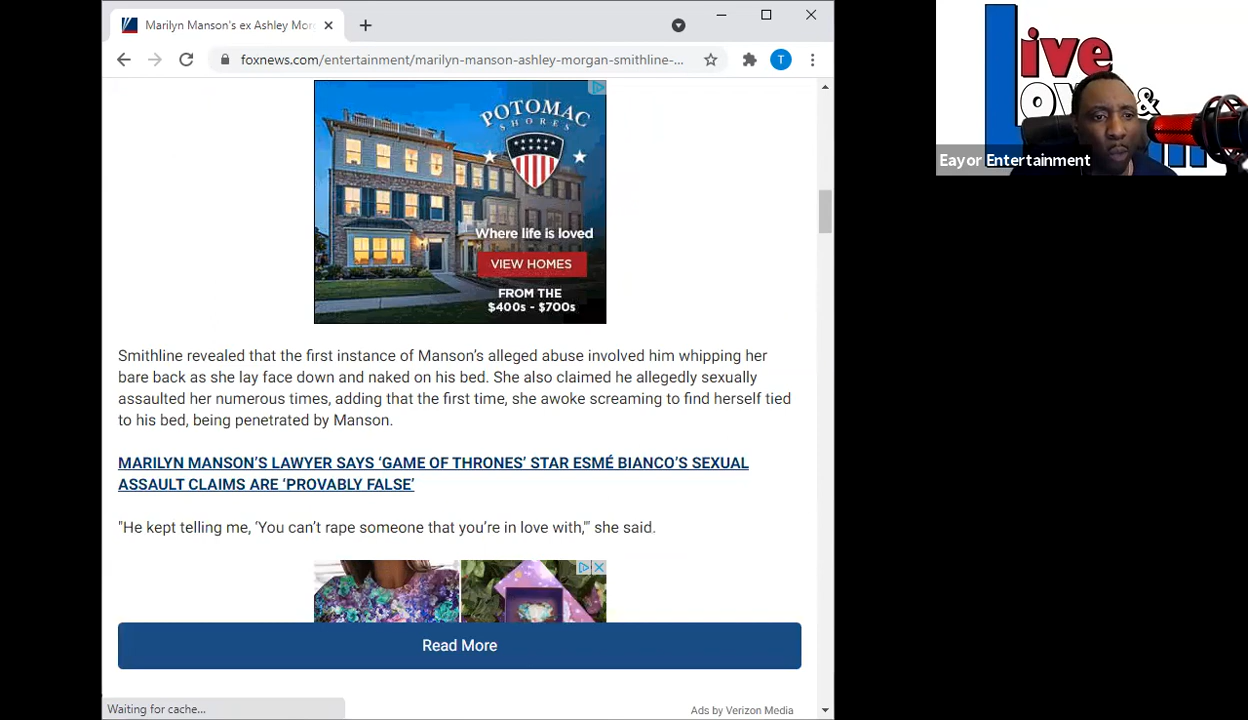 Marilyn Manson's ex Ashley Mor
foxnews.com/entertainment/marilyn-manson-ashley-morgan-smithline-...
T
POTOMAC
SHORES
Where life is loved
VIEW HOMES
FROM THE
$400s - $700s
Smithline revealed that the first instance of Manson's alleged abuse involved him whipping her
bare back as she lay face down and naked on his bed. She also claimed he allegedly sexually
assaulted her numerous times, adding that the first time, she awoke screaming to find herself tied
to his bed, being penetrated by Manson.
MARILYN MANSON'S LAWYER SAYS 'GAME OF THRONES' STAR ESMÉ BIANCO'S SEXUAL
ASSAULT CLAIMS ARE 'PROVABLY FALSE'
"He kept telling me, 'You can't rape someone that you're in love with,'" she said.
Read More
Waiting for cache...
Ads by Verizon Media
ive
&
Eayor Entertainment